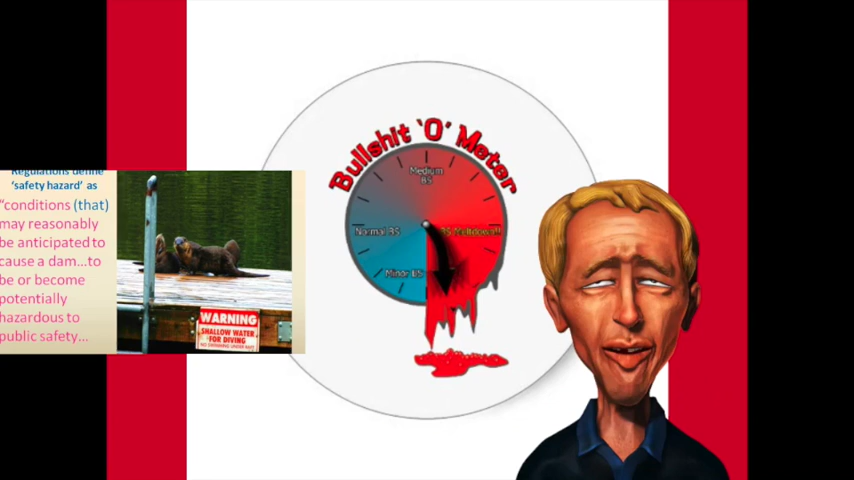 Regulations define
‘safety hazard’ as
“conditions (that)
may reasonably
be anticipated to
cause a dam...to
be or become
potentially
hazardous to
public safety...
WARNING
SHALLOW WATER
FOR DIVING
Bullshit 'O' Meter
Medium
BS
Normal BS
BS Meltdown!!
Minor BS